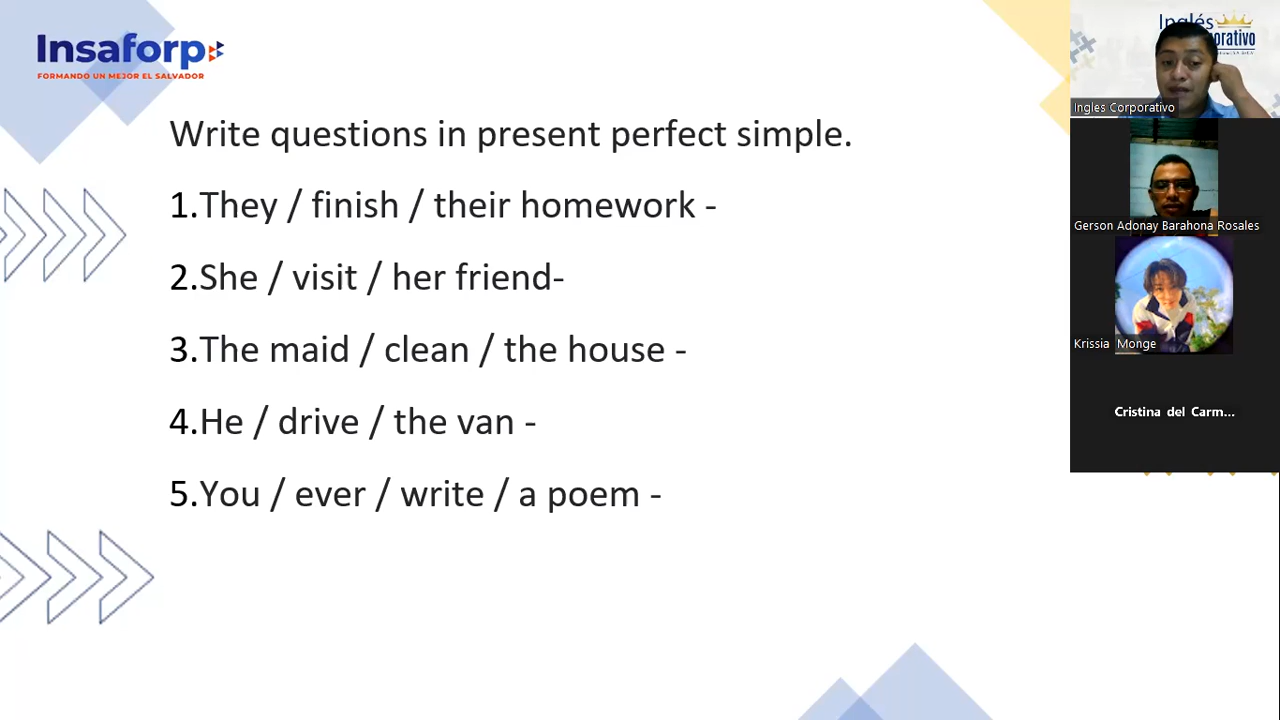 Insaforp
FORMANDO UN MEJOR EL SALVADOR
Write questions in present perfect simple.
1.They / finish / their homework -
2.She / visit / her friend-
3.The maid / clean / the house -
4.He / drive / the van -
5.You / ever / write / a poem -
Inglés
Ingles Corporativo
Gerson Adonay Barahona Rosales
Krissia Monge
Cristina del Carm...